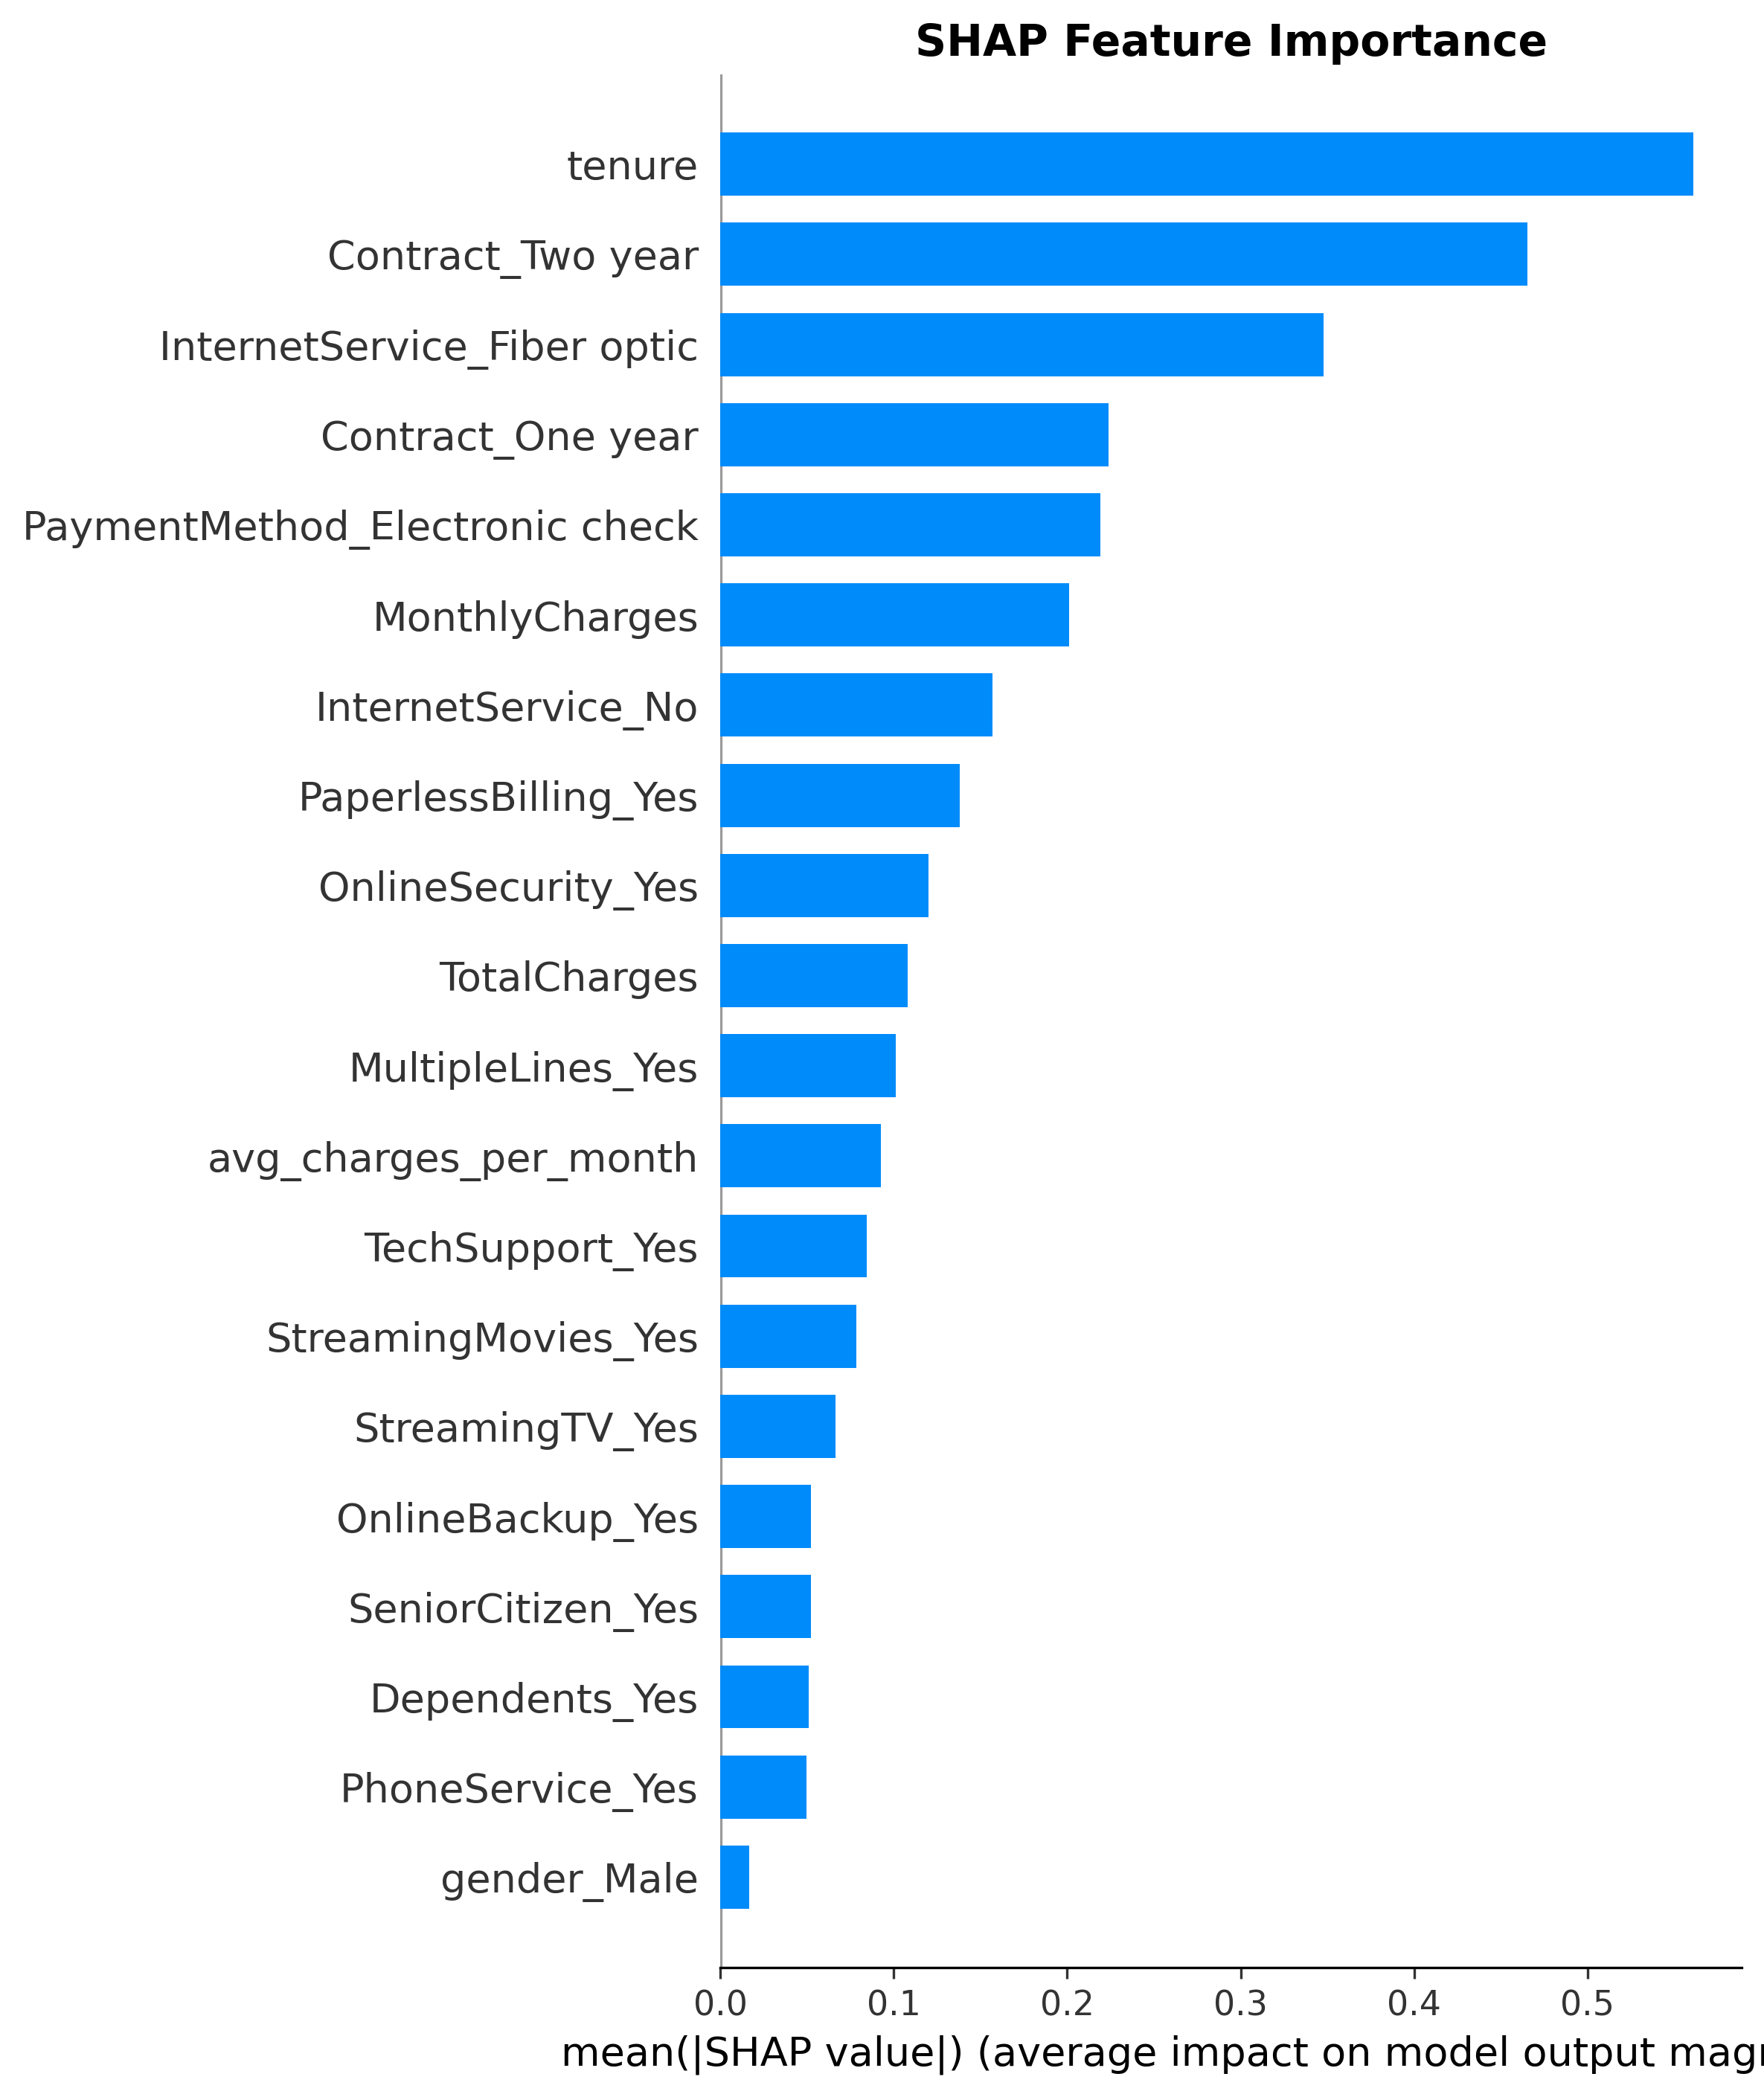 SHAP Feature Importance
tenure
Contract_Two year
InternetService_Fiber optic
Contract_One year
PaymentMethod_Electronic check
MonthlyCharges
InternetService_No
PaperlessBilling_Yes
OnlineSecurity_Yes
TotalCharges
MultipleLines_Yes
avg_charges_per_month
TechSupport_Yes
StreamingMovies_Yes
StreamingTV_Yes
OnlineBackup_Yes
SeniorCitizen_Yes
Dependents_Yes
PhoneService_Yes
gender_Male
0.0 0.1 0.2 0.3 0.4 0.5
mean(|SHAP value|) (average impact on model output